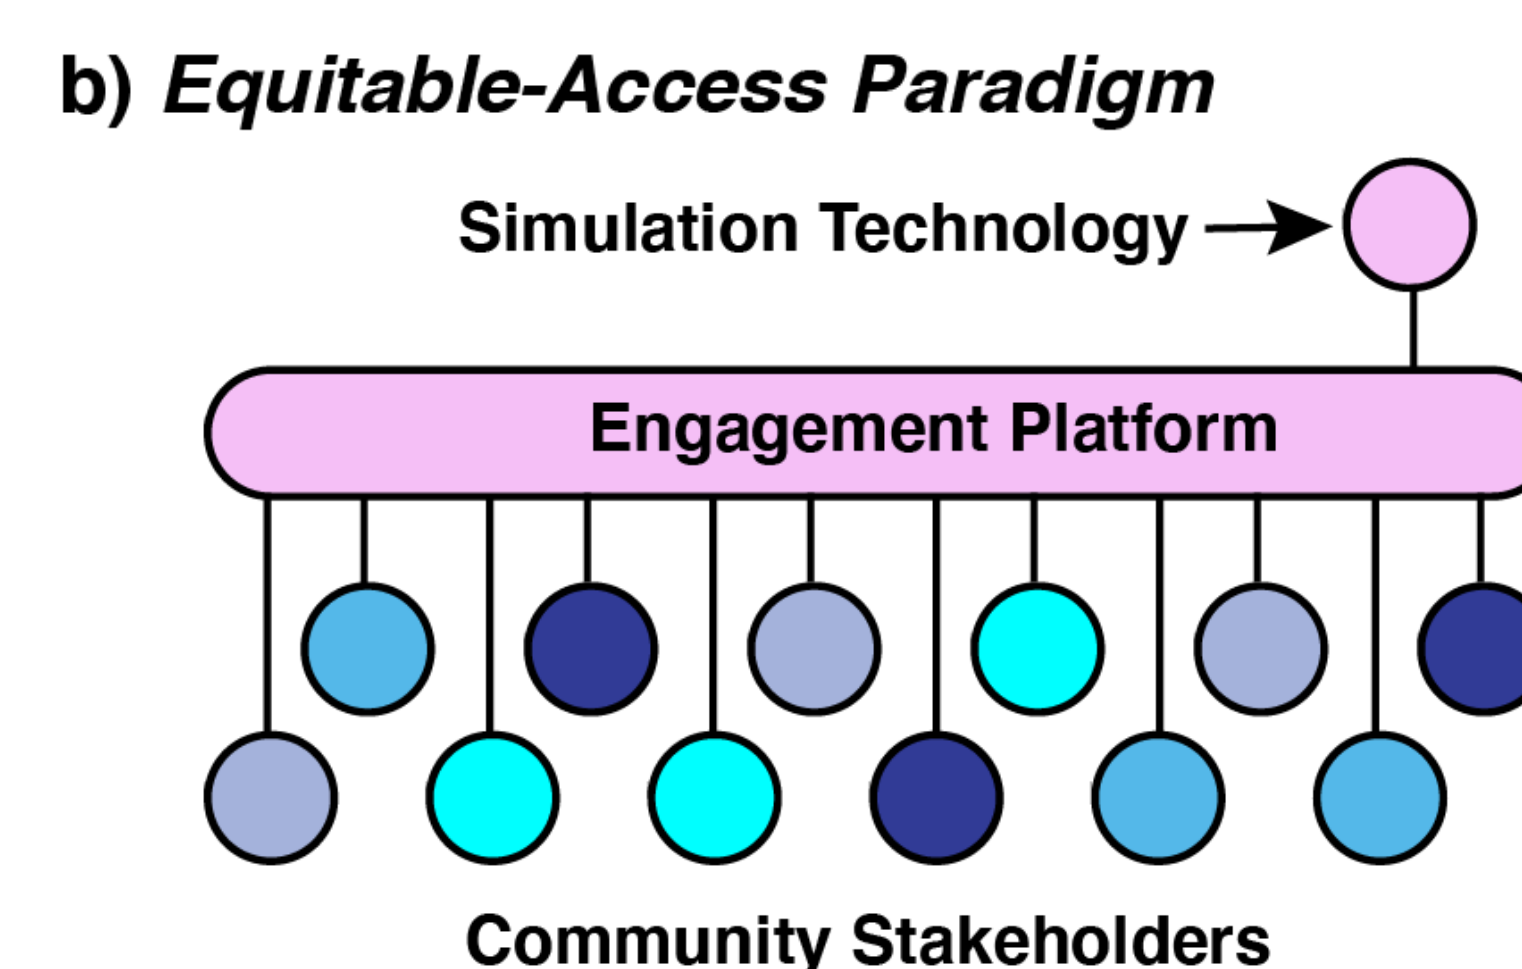 b) Equitable-Access Paradigm
Simulation Technology
Engagement Platform
Community Stakeholders